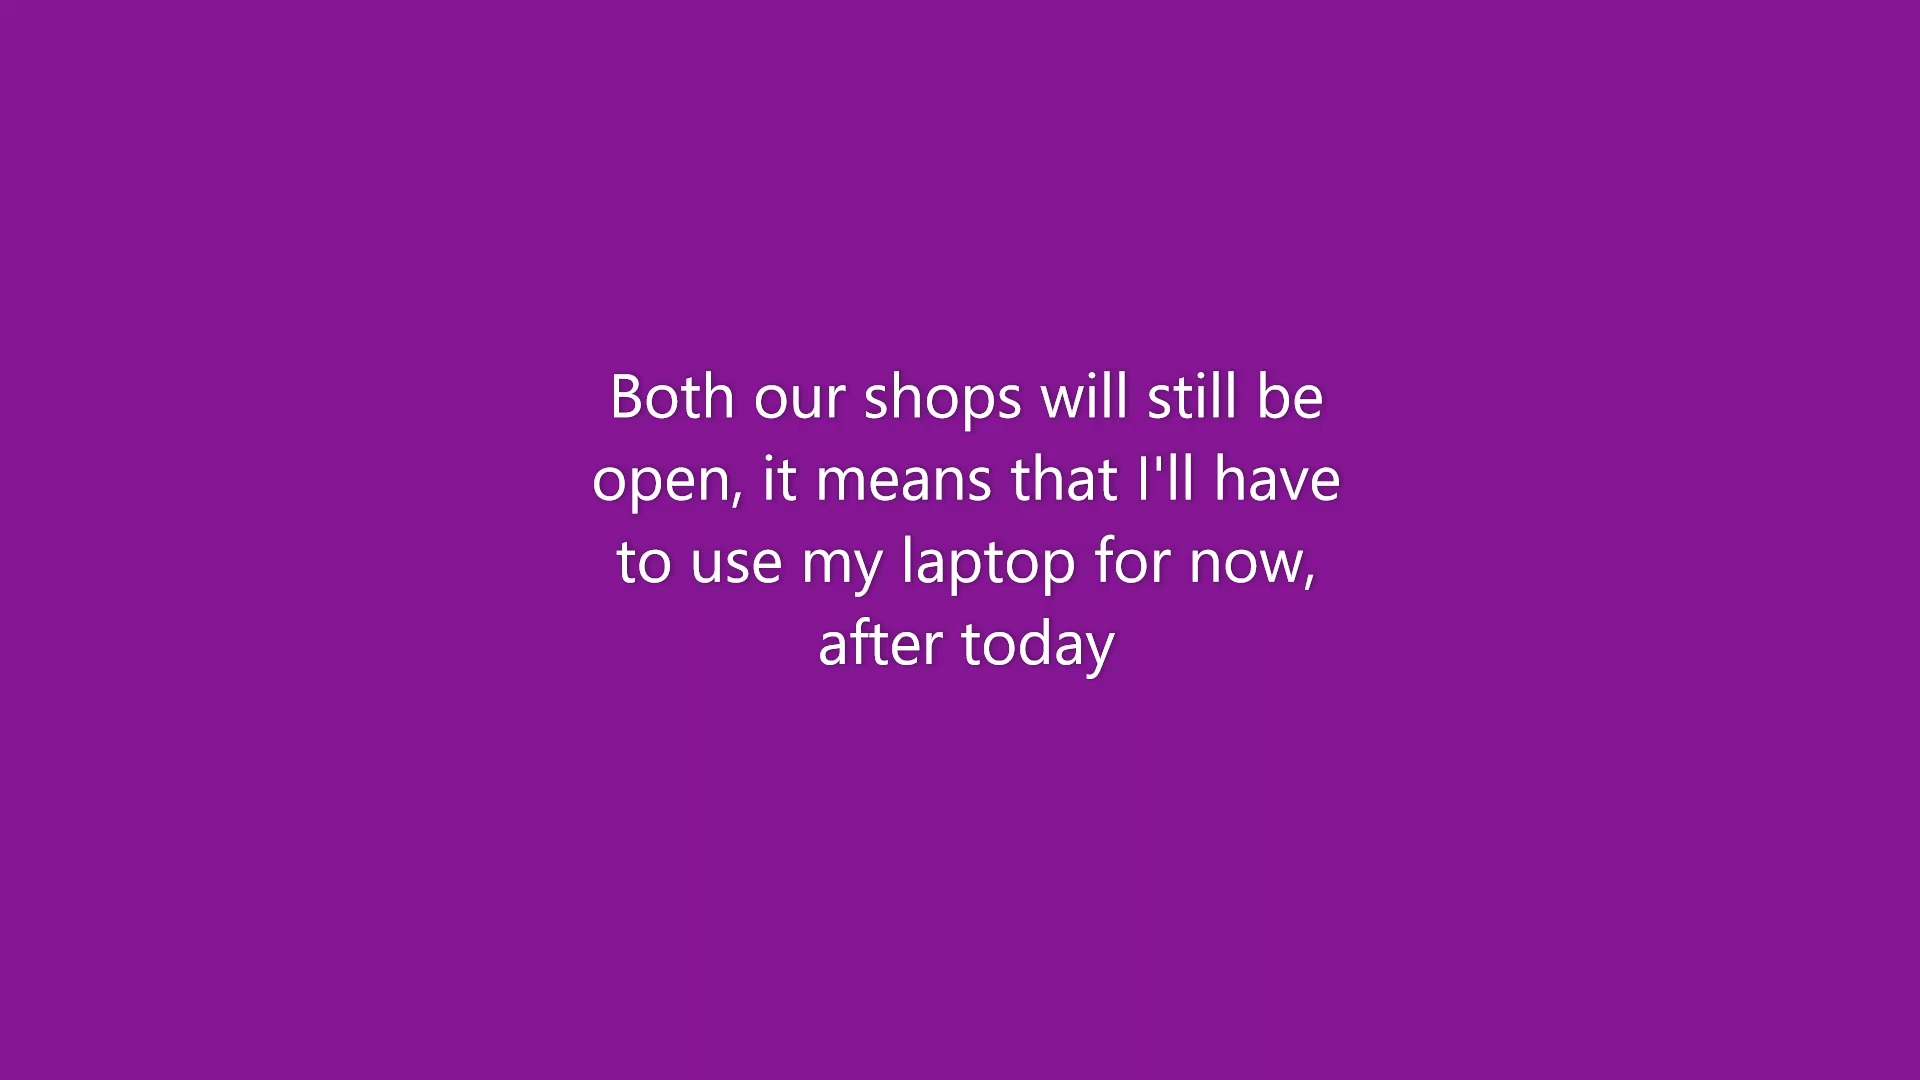 Both our shops will still be
open, it means that I'll have
to use my laptop for now,
after today